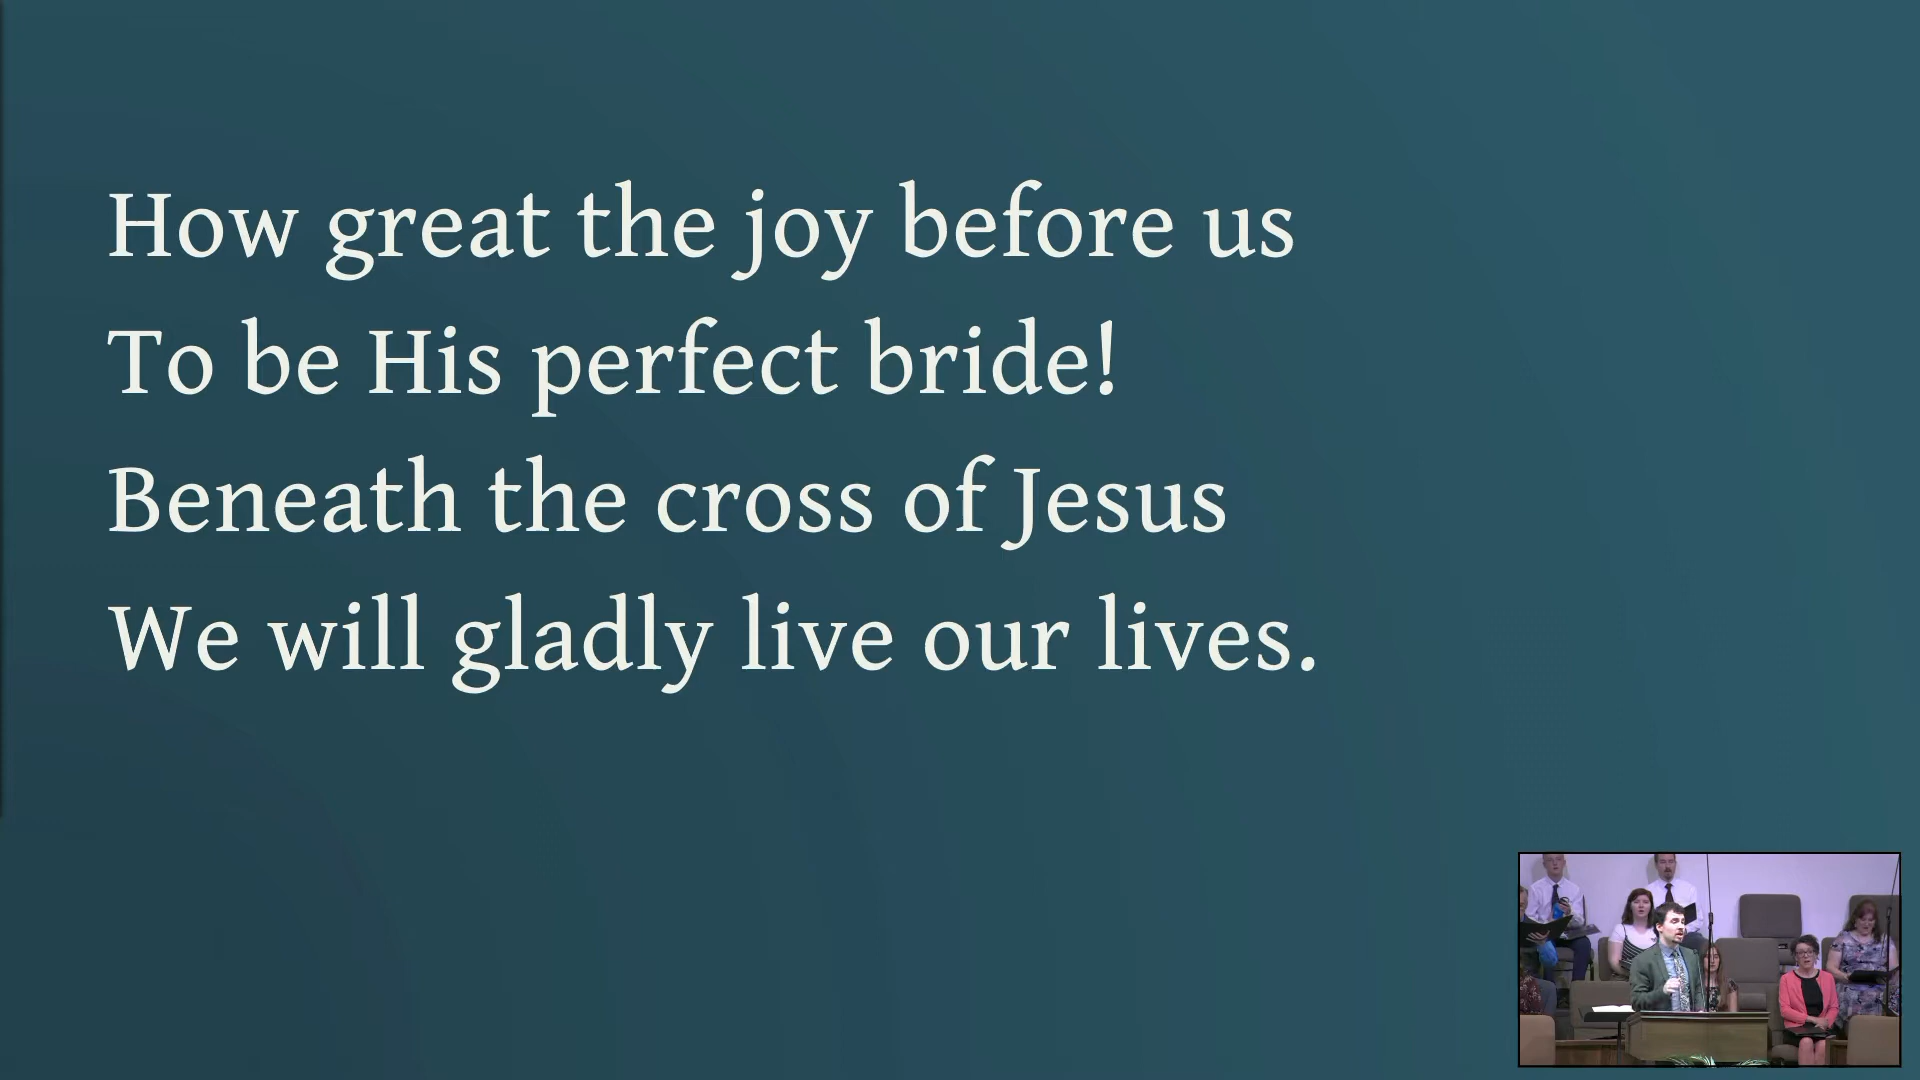 How great the joy before us
To be His perfect bride!
Beneath the cross of Jesus
We will gladly live our lives.